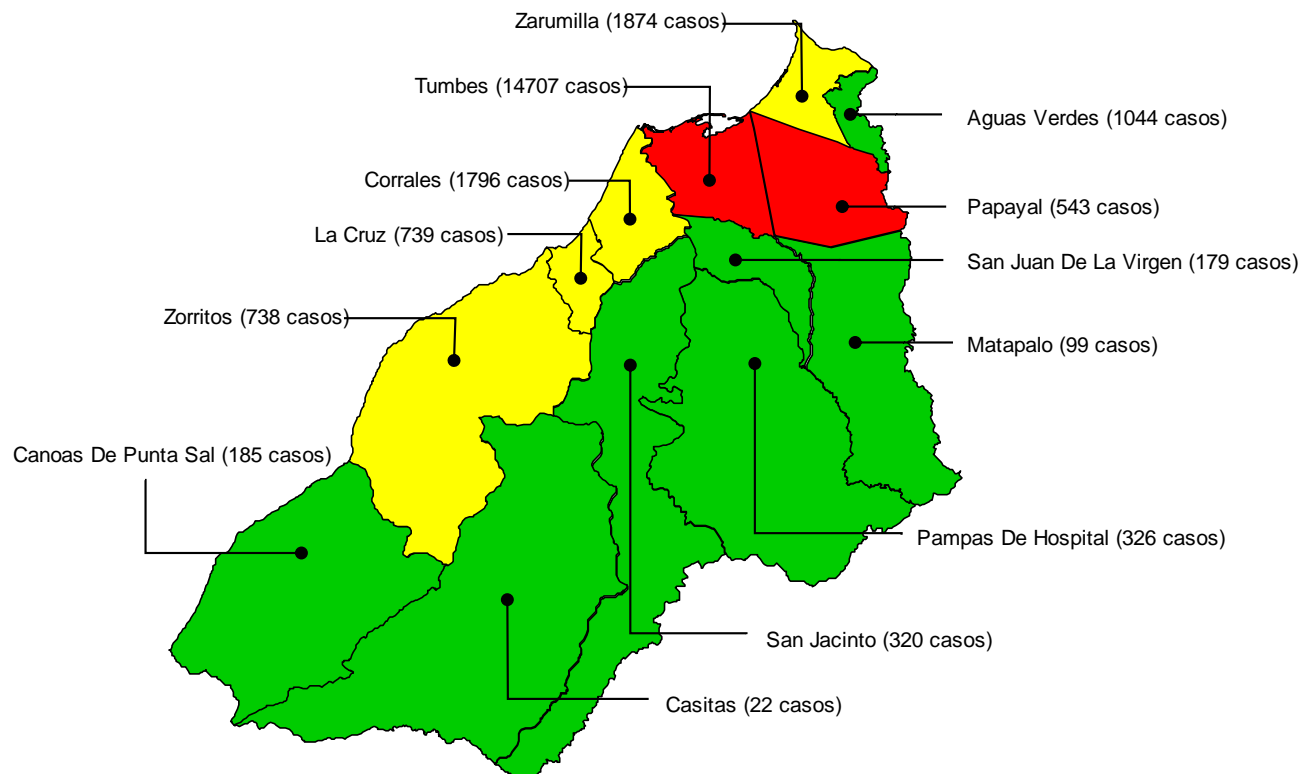 Zarumilla (1874 casos)
Tumbes (14707 casos)
Aguas Verdes (1044 casos)
Corrales (1796 casos)
Papayal (543 casos)
La Cruz (739 casos)
San Juan De La Virgen (179 casos)
Zorritos (738 casos)
Matapalo (99 casos)
Canoas De Punta Sal (185 casos)
Pampas De Hospital (326 casos)
San Jacinto (320 casos)
Casitas (22 casos)